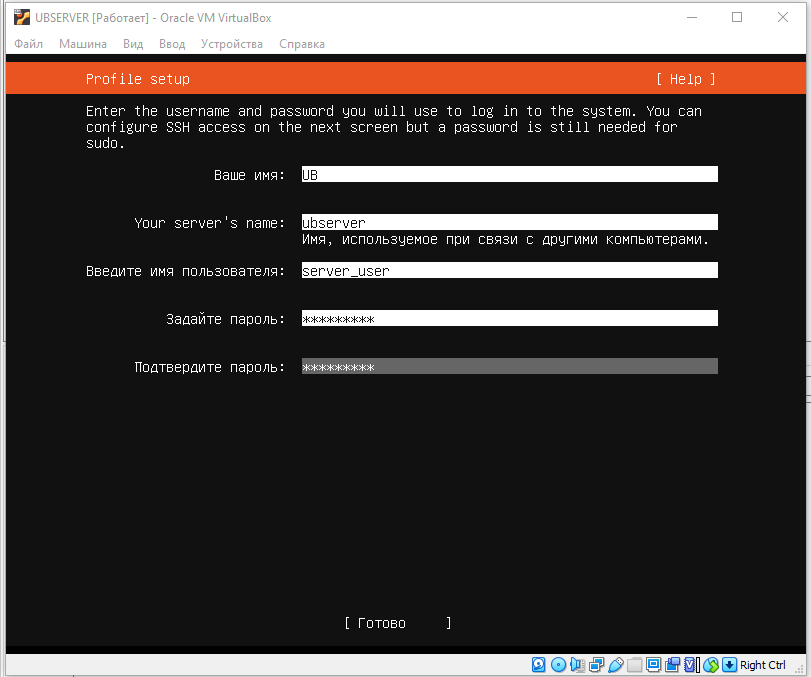 UBSERVER [Работает] - Oracle VM VirtualBox
Файл Машина Вид Ввод Устройства Справка
Profile setup [ Help ]
Enter the username and password you will use to log in to the system. You can
configure SSH access on the next screen but a password is still needed for
sudo.
Ваше имя: UB
Your server's name: ubserver
Имя, используемое при связи с другими компьютерами.
Введите имя пользователя: server_user
Задайте пароль: *********
Подтвердите пароль: *********
[ Готово ]
Right Ctrl